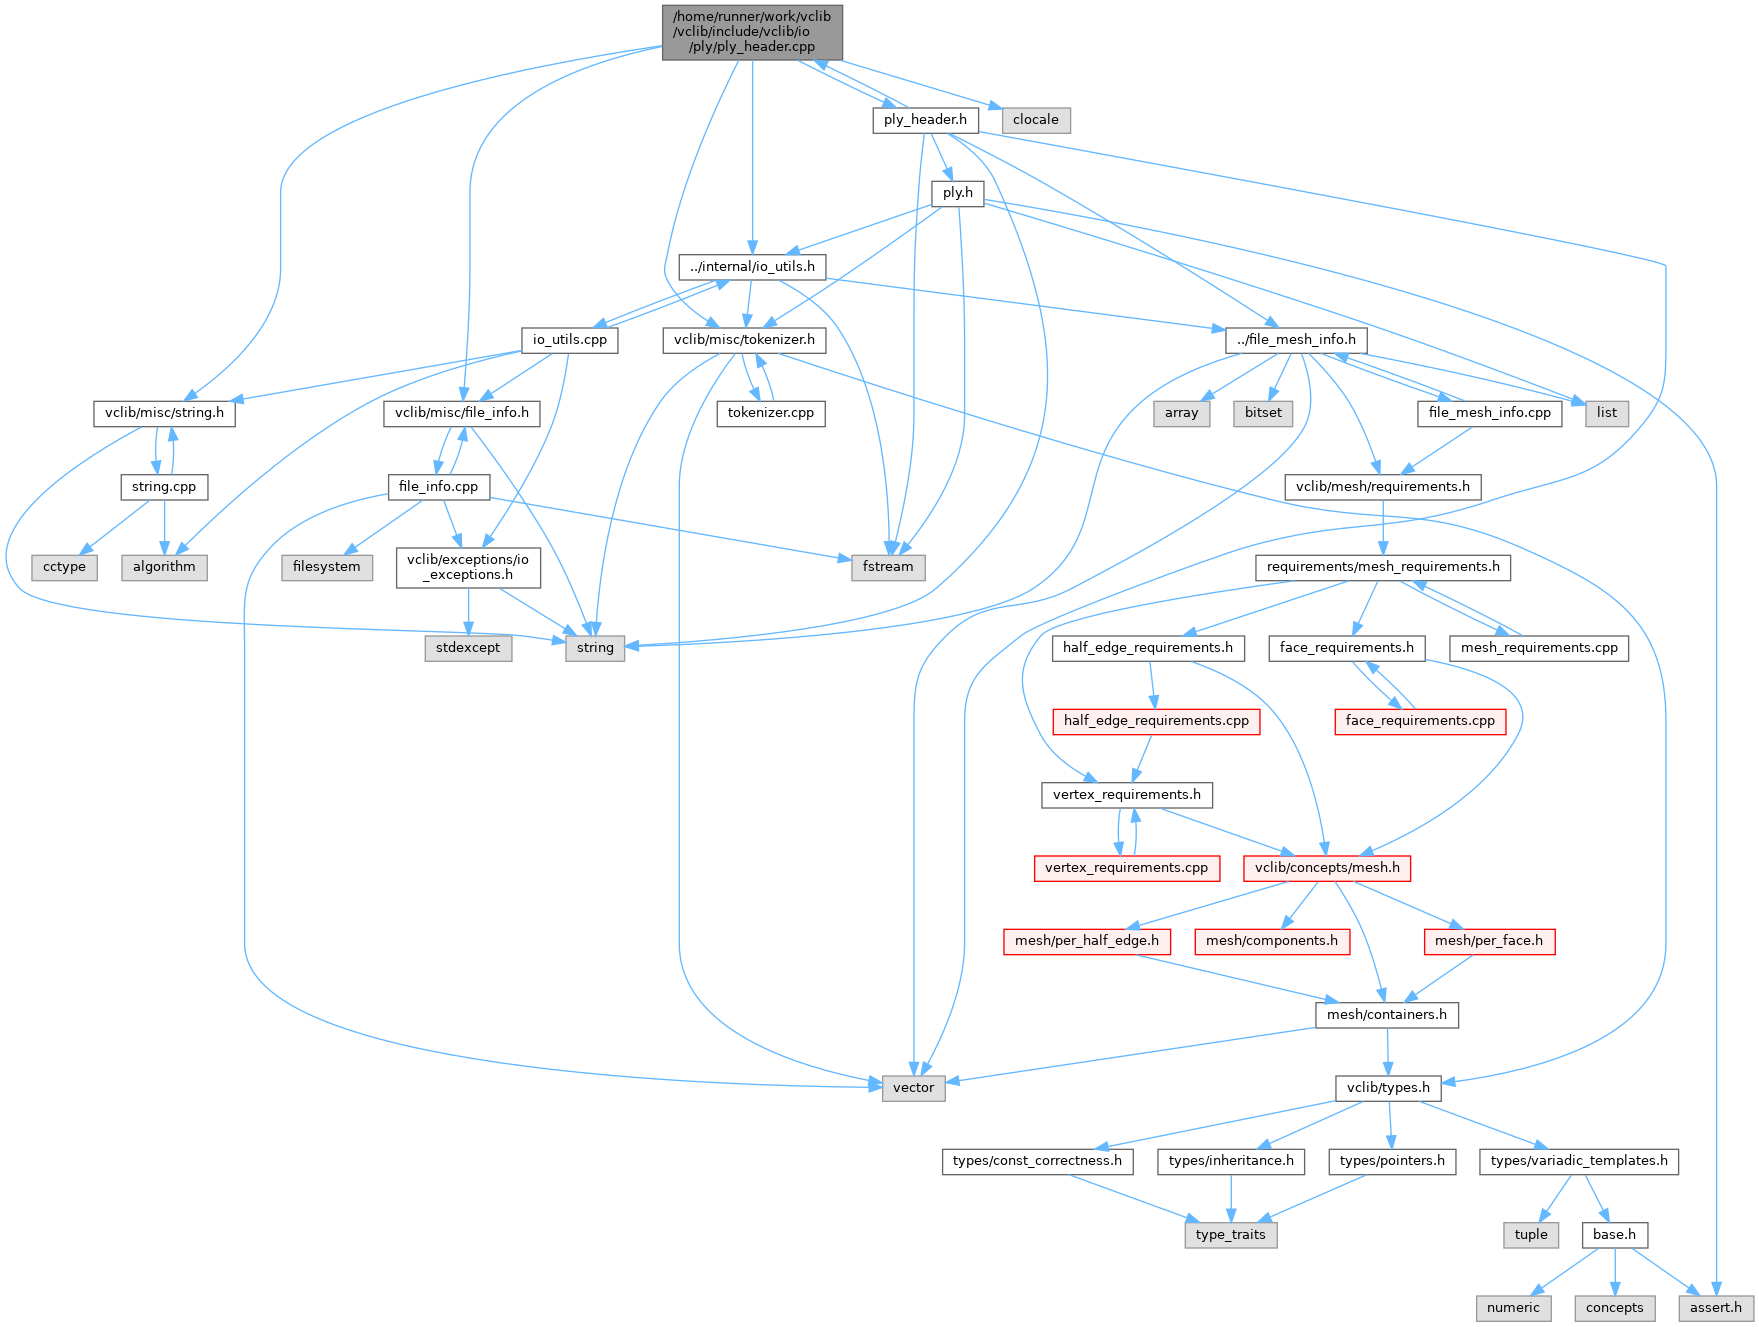 /home/runner/work/vclib
/vclib/include/vclib/io
/ply/ply_header.cpp
ply_header.h
clocale
ply.h
../internal/io_utils.h
io_utils.cpp
vclib/misc/tokenizer.h
../file_mesh_info.h
vclib/misc/string.h
vclib/misc/file_info.h
tokenizer.cpp
array
bitset
file_mesh_info.cpp
list
string.cpp
file_info.cpp
vclib/mesh/requirements.h
cctype
algorithm
filesystem
vclib/exceptions/io
_exceptions.h
fstream
requirements/mesh_requirements.h
stdexcept
string
half_edge_requirements.h
face_requirements.h
mesh_requirements.cpp
half_edge_requirements.cpp
face_requirements.cpp
vertex_requirements.h
vertex_requirements.cpp
vclib/concepts/mesh.h
mesh/per_half_edge.h
mesh/components.h
mesh/per_face.h
mesh/containers.h
vector
vclib/types.h
types/const_correctness.h
types/inheritance.h
types/pointers.h
types/variadic_templates.h
type_traits
tuple
base.h
numeric
concepts
assert.h